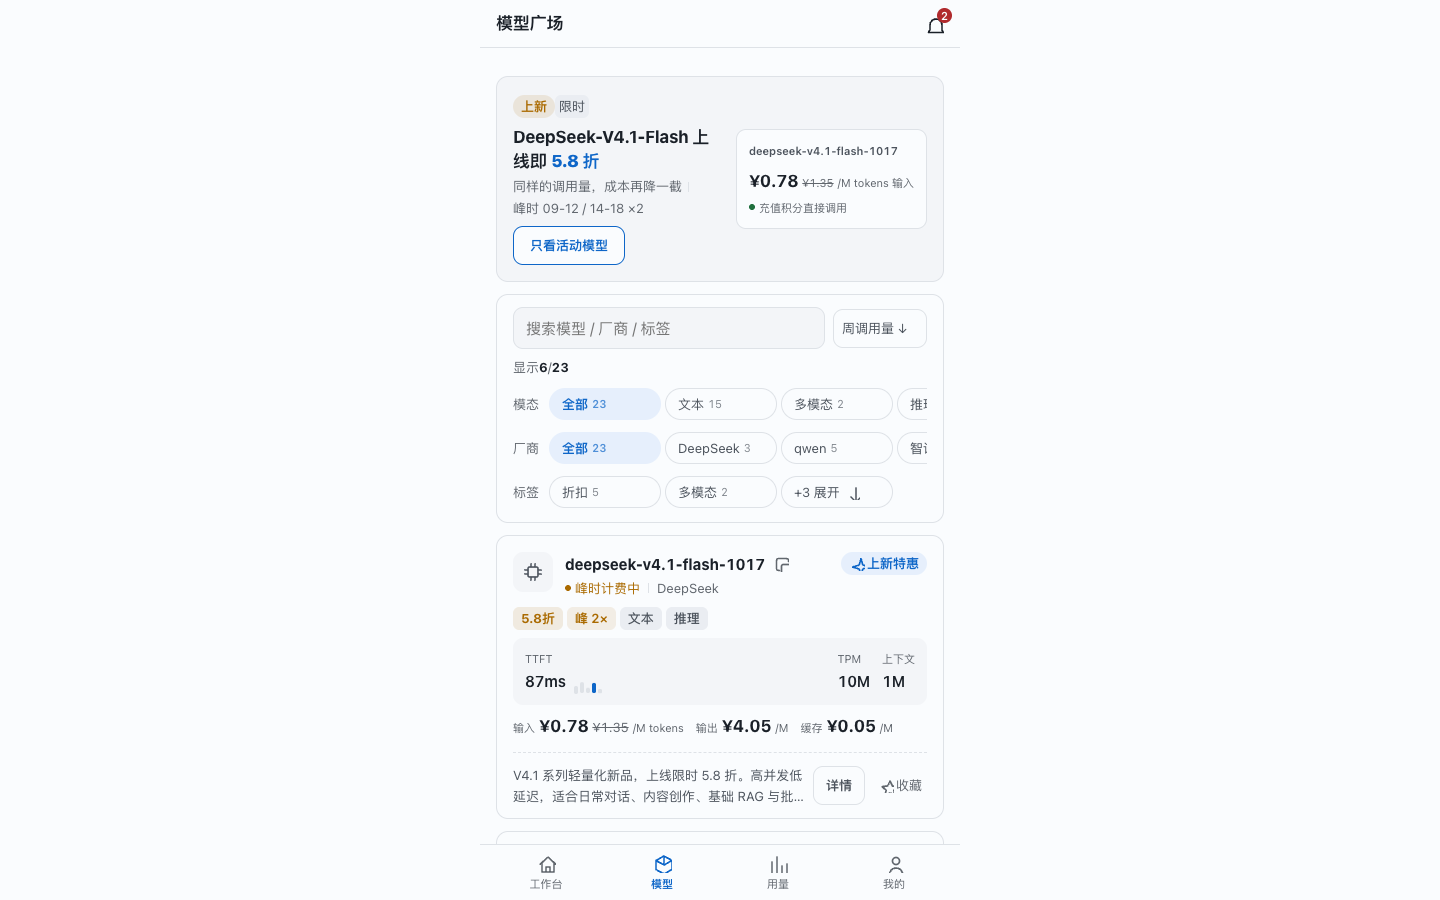 模型广场
2
上新 限时
DeepSeek-V4.1-Flash 上
线即 5.8 折
同样的调用量，成本再降一截
峰时 09-12 / 14-18 ×2
只看活动模型
deepseek-v4.1-flash-1017
¥0.78 ¥1.35 /M tokens 输入
充值积分直接调用
搜索模型 / 厂商 / 标签
周调用量 ↓
显示6/23
模态 全部 23 文本 15 多模态 2
厂商 全部 23 DeepSeek 3 qwen 5
标签 折扣 5 多模态 2 +3 展开
deepseek-v4.1-flash-1017
上新特惠
峰时计费中 DeepSeek
5.8折 峰 2× 文本 推理
TTFT TPM 上下文
87ms 10M 1M
输入 ¥0.78 ¥1.35 /M tokens 输出 ¥4.05 /M 缓存 ¥0.05 /M
V4.1 系列轻量化新品，上线限时 5.8 折。高并发低
延迟，适合日常对话、内容创作、基础 RAG 与批…
详情
收藏
工作台 模型 用量 我的